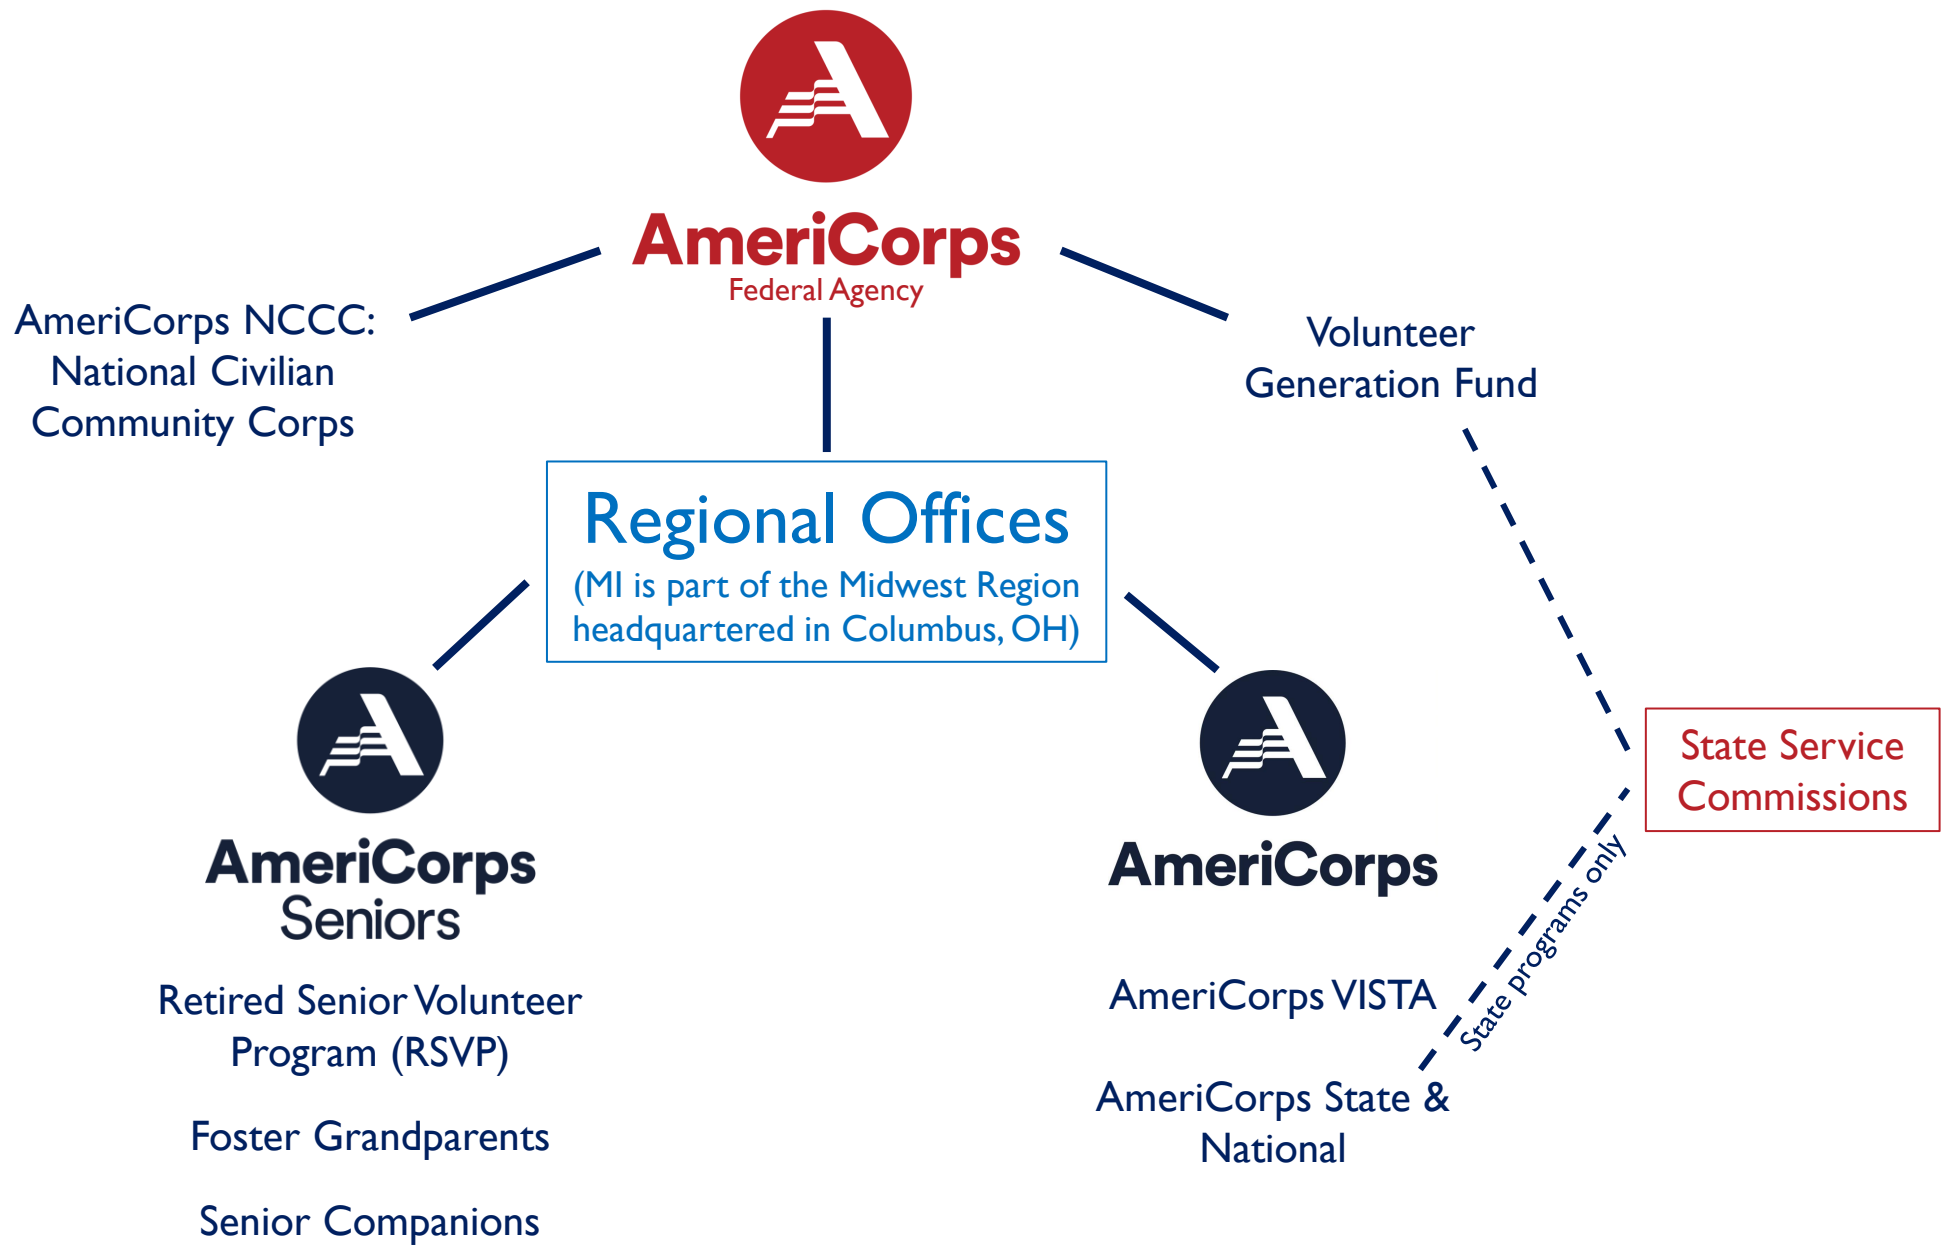 AmeriCorps
Federal Agency
AmeriCorps NCCC:
National Civilian
Community Corps
Volunteer
Generation Fund
Regional Offices
(MI is part of the Midwest Region
headquartered in Columbus, OH)
AmeriCorps
Seniors
Retired Senior Volunteer
Program (RSVP)
Foster Grandparents
Senior Companions
AmeriCorps
AmeriCorps VISTA
AmeriCorps State &
National
State programs only
State Service
Commissions